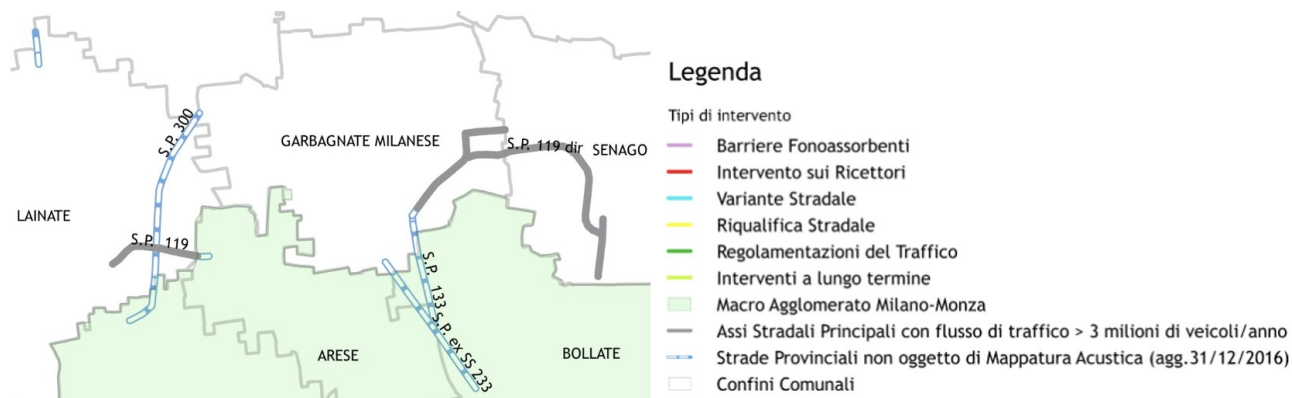 S.P. 300
GARBAGNATE MILANESE
S.P. 119 dir
SENAGO
LAINATE
S.P. 119
S.P. 133
S.P. ex SS 233
ARESE
BOLLATE
Legenda
Tipi di intervento
Barriere Fonoassorbenti
Intervento sui Ricettori
Variante Stradale
Riqualifica Stradale
Regolamentazioni del Traffico
Interventi a lungo termine
Macro Agglomerato Milano-Monza
Assi Stradali Principali con flusso di traffico > 3 milioni di veicoli/anno
Strade Provinciali non oggetto di Mappatura Acustica (agg.31/12/2016)
Confini Comunali